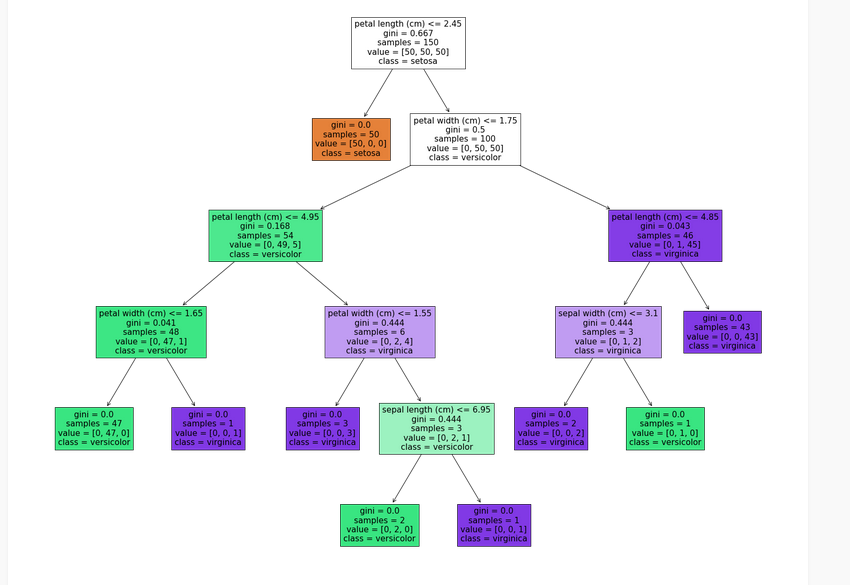 petal length (cm) <= 2.45
gini = 0.667
samples = 150
value = [50, 50, 50]
class = setosa
gini = 0.0
samples = 50
value = [50, 0, 0]
class = setosa
petal width (cm) <= 1.75
gini = 0.5
samples = 100
value = [0, 50, 50]
class = versicolor
petal length (cm) <= 4.95
gini = 0.168
samples = 54
value = [0, 49, 5]
class = versicolor
petal length (cm) <= 4.85
gini = 0.043
samples = 46
value = [0, 1, 45]
class = virginica
petal width (cm) <= 1.65
gini = 0.041
samples = 48
value = [0, 47, 1]
class = versicolor
petal width (cm) <= 1.55
gini = 0.444
samples = 6
value = [0, 2, 4]
class = virginica
sepal width (cm) <= 3.1
gini = 0.444
samples = 3
value = [0, 1, 2]
class = virginica
gini = 0.0
samples = 43
value = [0, 0, 43]
class = virginica
gini = 0.0
samples = 47
value = [0, 47, 0]
class = versicolor
gini = 0.0
samples = 1
value = [0, 0, 1]
class = virginica
gini = 0.0
samples = 3
value = [0, 0, 3]
class = virginica
sepal length (cm) <= 6.95
gini = 0.444
samples = 3
value = [0, 2, 1]
class = versicolor
gini = 0.0
samples = 2
value = [0, 0, 2]
class = virginica
gini = 0.0
samples = 1
value = [0, 1, 0]
class = versicolor
gini = 0.0
samples = 2
value = [0, 2, 0]
class = versicolor
gini = 0.0
samples = 1
value = [0, 0, 1]
class = virginica